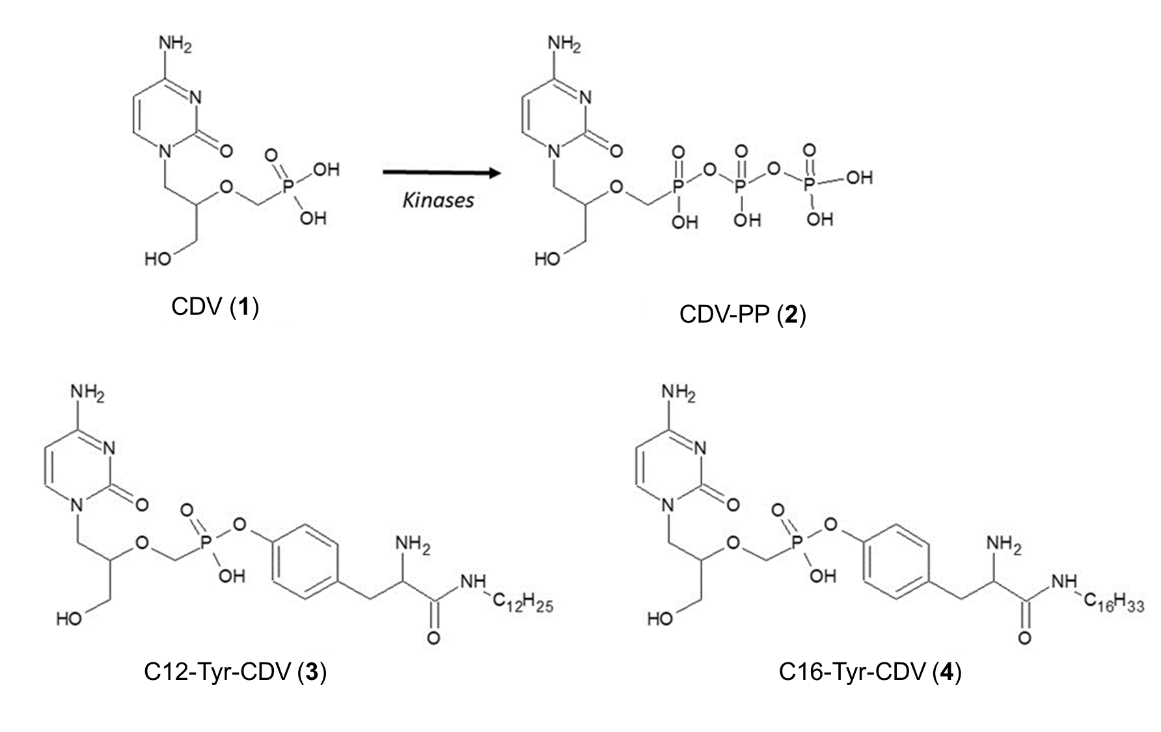 NH₂
N
N
O
O
O
P
OH
OH
HO
CDV (1)
Kinases
NH₂
N
N
O
O
O
P
OH
O
O
P
OH
O
O
P
OH
OH
HO
CDV-PP (2)
NH₂
N
N
O
O
O
P
OH
O
NH₂
NH
C₁₂H₂₅
O
HO
C12-Tyr-CDV (3)
NH₂
N
N
O
O
O
P
OH
O
NH₂
NH
C₁₆H₃₃
O
HO
C16-Tyr-CDV (4)